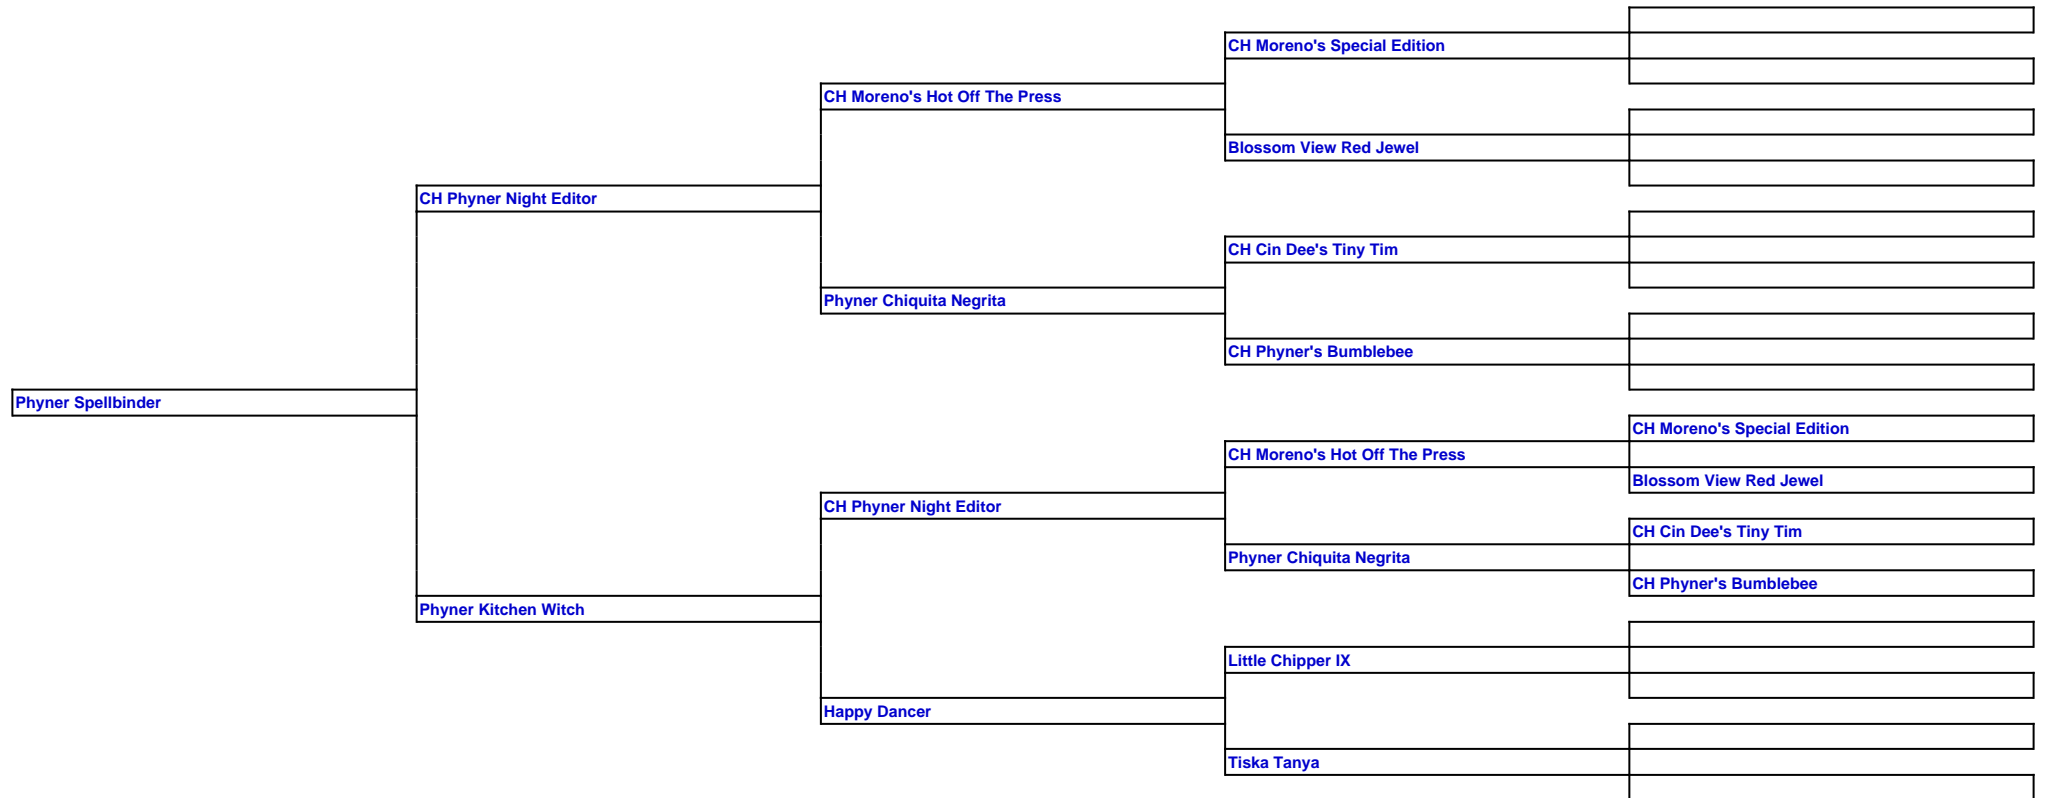 CH Moreno's Special Edition
CH Moreno's Hot Off The Press
Blossom View Red Jewel
CH Phyner Night Editor
CH Cin Dee's Tiny Tim
Phyner Chiquita Negrita
CH Phyner's Bumblebee
Phyner Spellbinder
CH Moreno's Special Edition
CH Moreno's Hot Off The Press
Blossom View Red Jewel
CH Phyner Night Editor
CH Cin Dee's Tiny Tim
Phyner Chiquita Negrita
CH Phyner's Bumblebee
Phyner Kitchen Witch
Little Chipper IX
Happy Dancer
Tiska Tanya